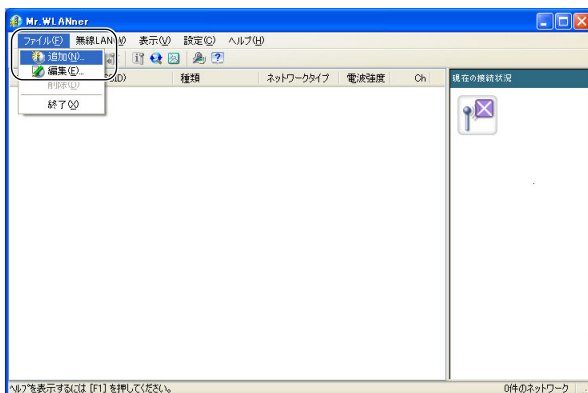 Mr.WLANner
ファイル(F) 無線LAN(W) 表示(V) 設定(C) ヘルプ(H)
追加(N)...
編集(E)...
削除(D)
終了(X)
SSID) 種類 ネットワークタイプ 電波強度 Ch
現在の接続状況
ヘルプを表示するには [F1] を押してください。 0件のネットワーク